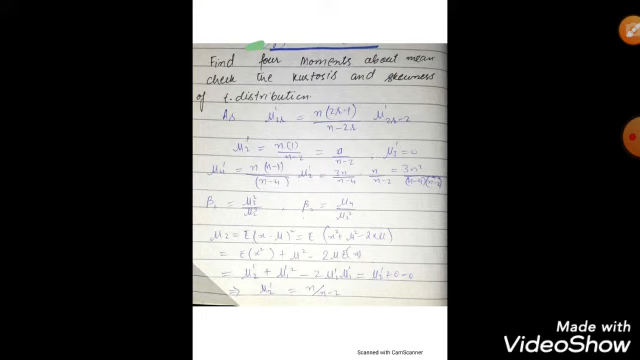 Find four Moments about mean
check the kurtosis and skewness
of t-distribution.
As μ'₂ᵣ = n(2r-1)/n-2r μ'₂ᵣ₋₂
μ'₂ = n(1)/n-2 = n/n-2 , μ'₁ = 0
μ'₄ = n(4-1)/(n-4) μ'₂ = 3n/n-4 · n/n-2 = 3n²/(n-4)(n-2)
β₁ = μ₃²/μ₂³ , β₂ = μ₄/μ₂²
μ₂ = E(x-μ)² = E(x²+μ²-2xμ)
= E(x²) + μ² - 2μE(x)
= μ'₂ + μ'₁² - 2μ'₁μ'₁ = μ'₂+0-0
⇒ μ'₂ = n/n-2
Scanned with CamScanner
Made with
VideoShow